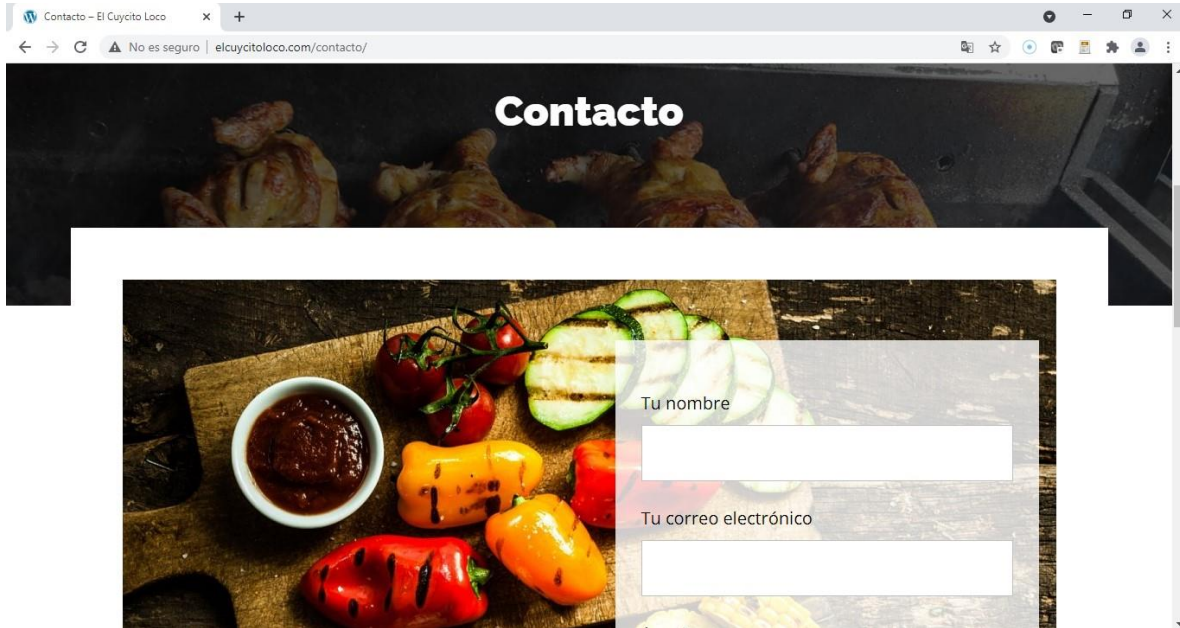 Contacto – El Cuycito Loco
No es seguro | elcuycitoloco.com/contacto/
Contacto
Tu nombre
Tu correo electrónico